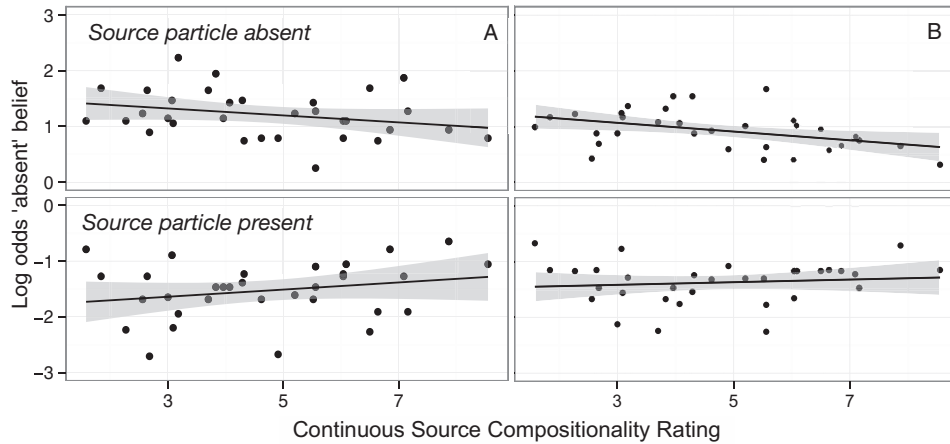 Source particle absent
A
B
3
2
1
0
Source particle present
0
−1
−2
−3
3
5
7
3
5
7
Log odds 'absent' belief
Continuous Source Compositionality Rating